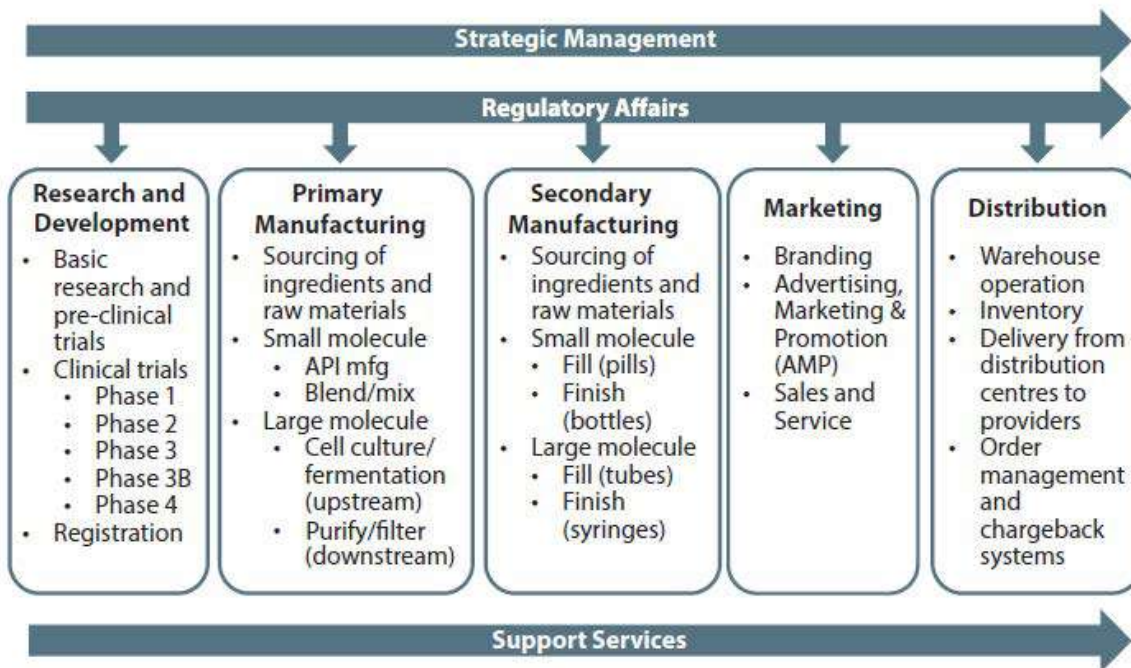 Strategic Management
Regulatory Affairs
Research and
Development
• Basic
research and
pre-clinical
trials
• Clinical trials
• Phase 1
• Phase 2
• Phase 3
• Phase 3B
• Phase 4
• Registration
Primary
Manufacturing
• Sourcing of
ingredients and
raw materials
• Small molecule
• API mfg
• Blend/mix
• Large molecule
• Cell culture/
fermentation
(upstream)
• Purify/filter
(downstream)
Secondary
Manufacturing
• Sourcing of
ingredients and
raw materials
• Small molecule
• Fill (pills)
• Finish
(bottles)
• Large molecule
• Fill (tubes)
• Finish
(syringes)
Marketing
• Branding
• Advertising,
Marketing &
Promotion
(AMP)
• Sales and
Service
Distribution
• Warehouse
operation
• Inventory
• Delivery from
distribution
centres to
providers
• Order
management
and
chargeback
systems
Support Services